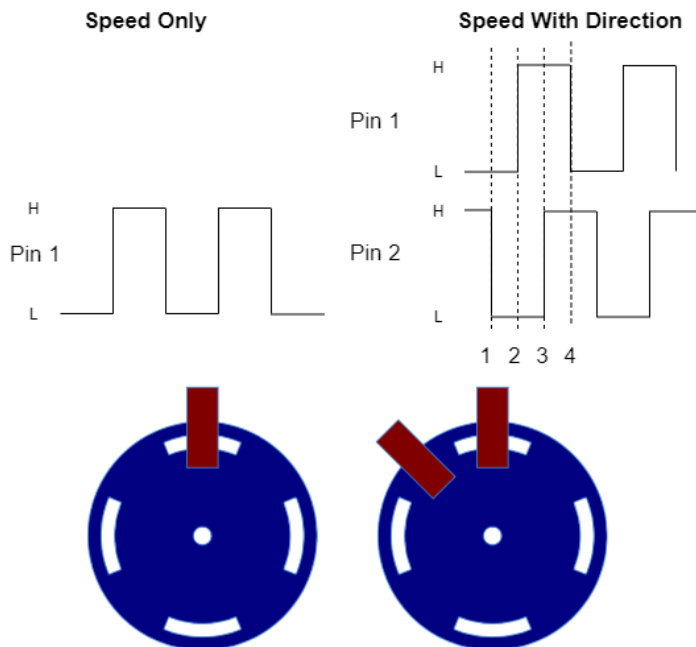 Speed Only
Speed With Direction
H
Pin 1
L
H
Pin 1
L
H
Pin 2
L
1 2 3 4